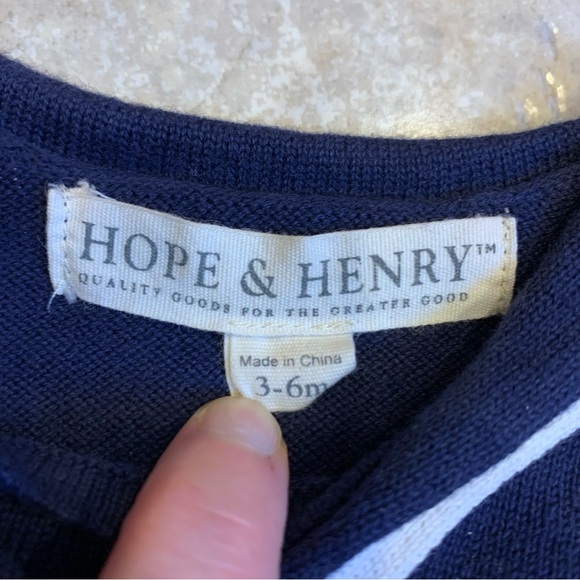 HOPE & HENRY™
QUALITY GOODS FOR THE GREATER GOOD
Made in China
3-6m